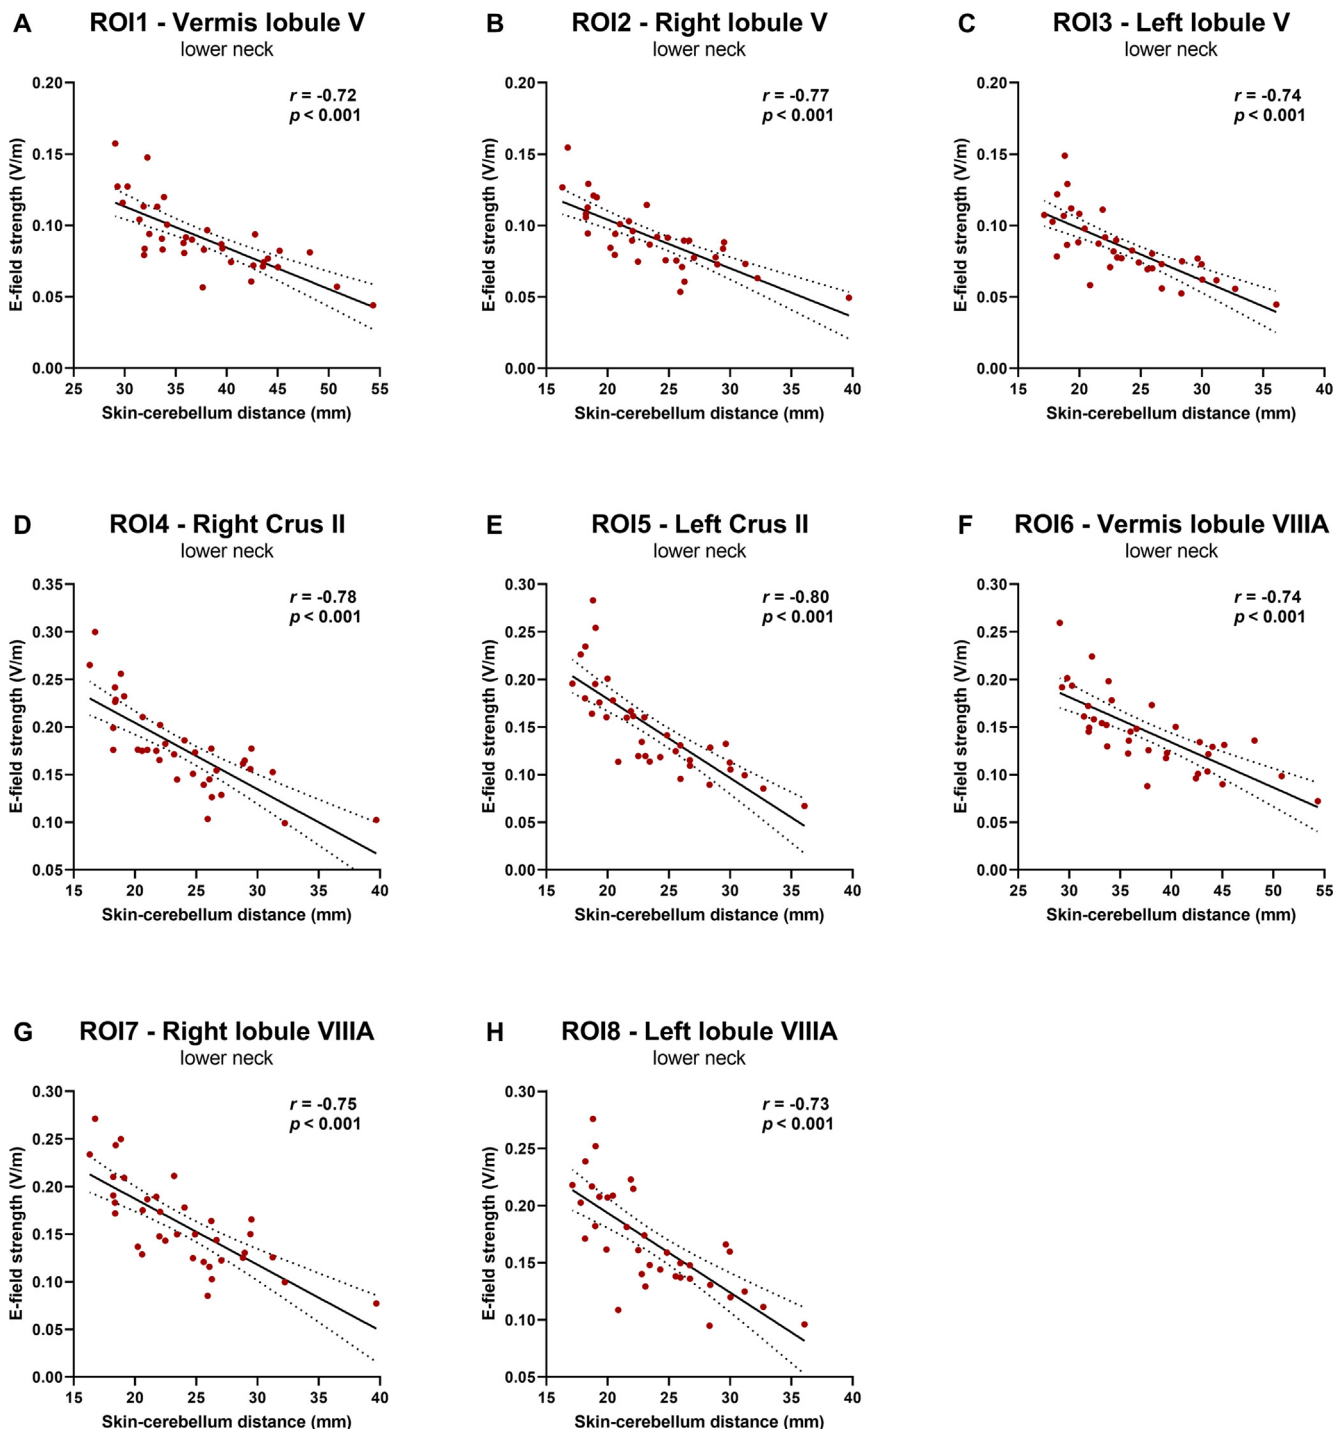 A
ROI1 - Vermis lobule V
lower neck
r = -0.72
p < 0.001
E-field strength (V/m)
0.20
0.15
0.10
0.05
0.00
25 30 35 40 45 50 55
Skin-cerebellum distance (mm)
B
ROI2 - Right lobule V
lower neck
r = -0.77
p < 0.001
E-field strength (V/m)
0.20
0.15
0.10
0.05
0.00
15 20 25 30 35 40
Skin-cerebellum distance (mm)
C
ROI3 - Left lobule V
lower neck
r = -0.74
p < 0.001
E-field strength (V/m)
0.20
0.15
0.10
0.05
0.00
15 20 25 30 35 40
Skin-cerebellum distance (mm)
D
ROI4 - Right Crus II
lower neck
r = -0.78
p < 0.001
E-field strength (V/m)
0.35
0.30
0.25
0.20
0.15
0.10
0.05
15 20 25 30 35 40
Skin-cerebellum distance (mm)
E
ROI5 - Left Crus II
lower neck
r = -0.80
p < 0.001
E-field strength (V/m)
0.30
0.25
0.20
0.15
0.10
0.05
0.00
15 20 25 30 35 40
Skin-cerebellum distance (mm)
F
ROI6 - Vermis lobule VIIIA
lower neck
r = -0.74
p < 0.001
E-field strength (V/m)
0.30
0.25
0.20
0.15
0.10
0.05
0.00
25 30 35 40 45 50 55
Skin-cerebellum distance (mm)
G
ROI7 - Right lobule VIIIA
lower neck
r = -0.75
p < 0.001
E-field strength (V/m)
0.30
0.25
0.20
0.15
0.10
0.05
0.00
15 20 25 30 35 40
Skin-cerebellum distance (mm)
H
ROI8 - Left lobule VIIIA
lower neck
r = -0.73
p < 0.001
E-field strength (V/m)
0.30
0.25
0.20
0.15
0.10
0.05
15 20 25 30 35 40
Skin-cerebellum distance (mm)